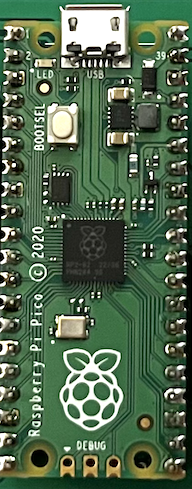 LED
USB
39
BOOTSEL
Raspberry Pi Pico © 2020
DEBUG